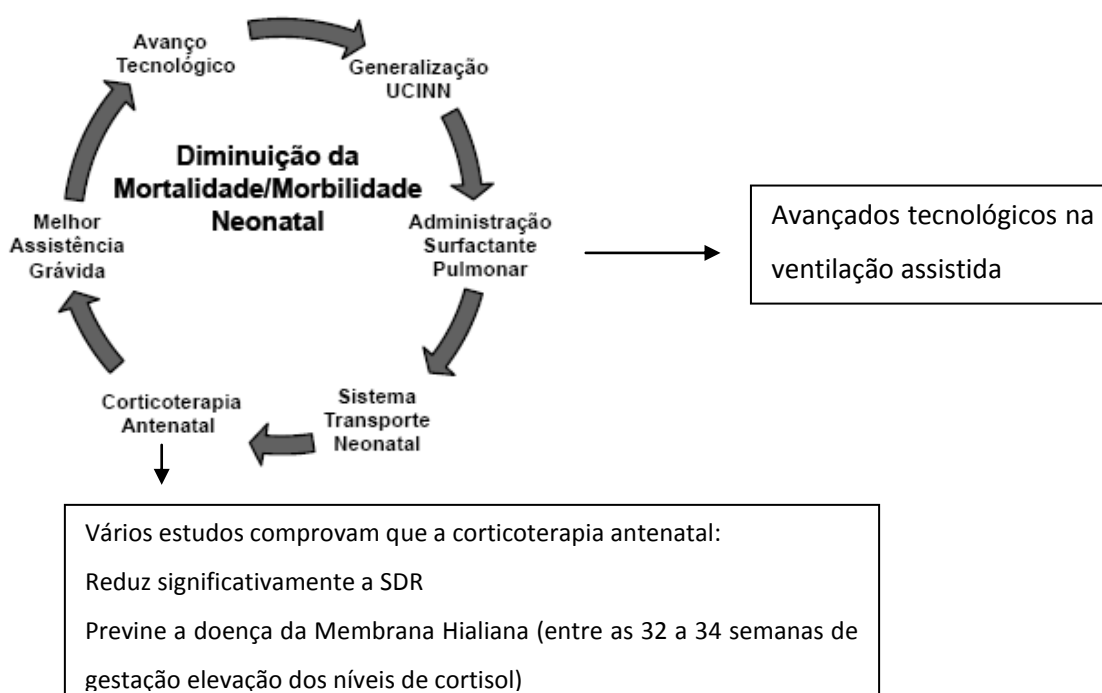 Avanço
Tecnológico
Generalização
UCINN
Diminuição da
Mortalidade/Morbilidade
Neonatal
Melhor
Assistência
Grávida
Administração
Surfactante
Pulmonar
Avançados tecnológicos na
ventilação assistida
Corticoterapia
Antenatal
Sistema
Transporte
Neonatal
Vários estudos comprovam que a corticoterapia antenatal:
Reduz significativamente a SDR
Previne a doença da Membrana Hialiana (entre as 32 a 34 semanas de
gestação elevação dos níveis de cortisol)